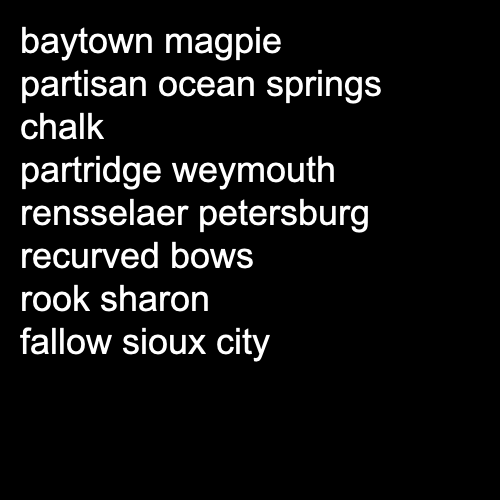 baytown magpie
partisan ocean springs
chalk
partridge weymouth
rensselaer petersburg
recurved bows
rook sharon
fallow sioux city